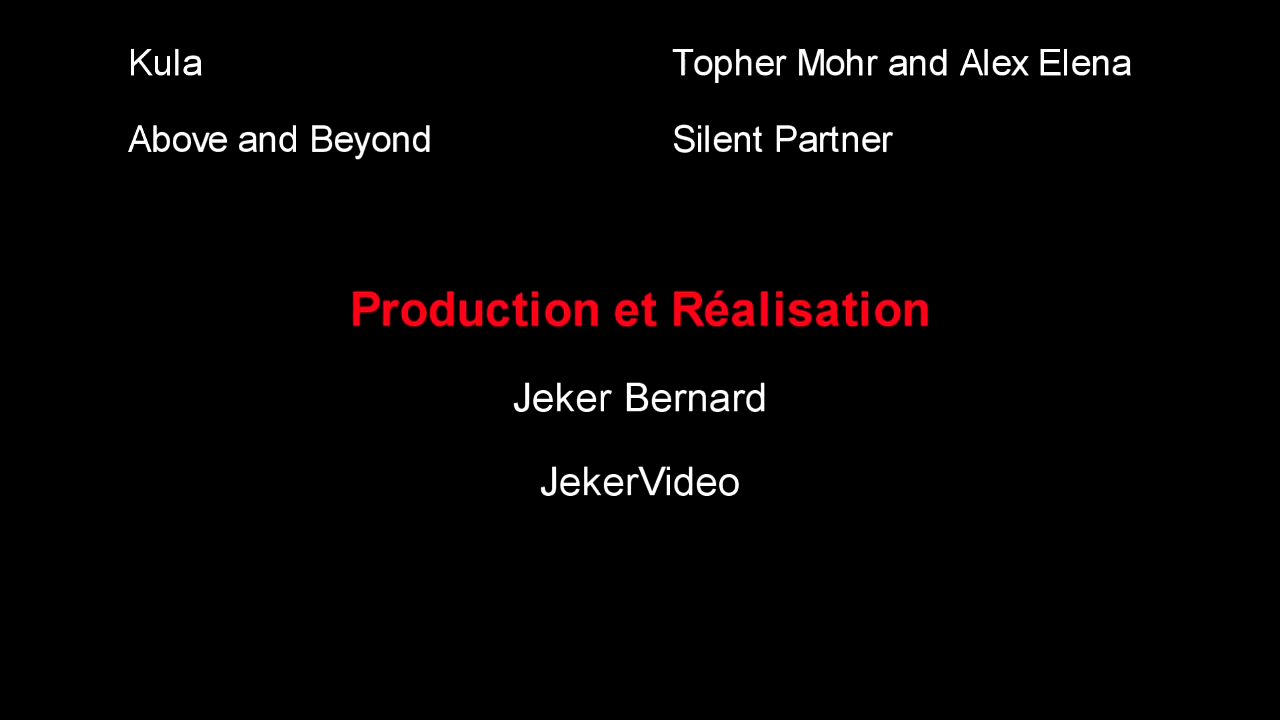 Kula Topher Mohr and Alex Elena
Above and Beyond Silent Partner
Production et Réalisation
Jeker Bernard
JekerVideo